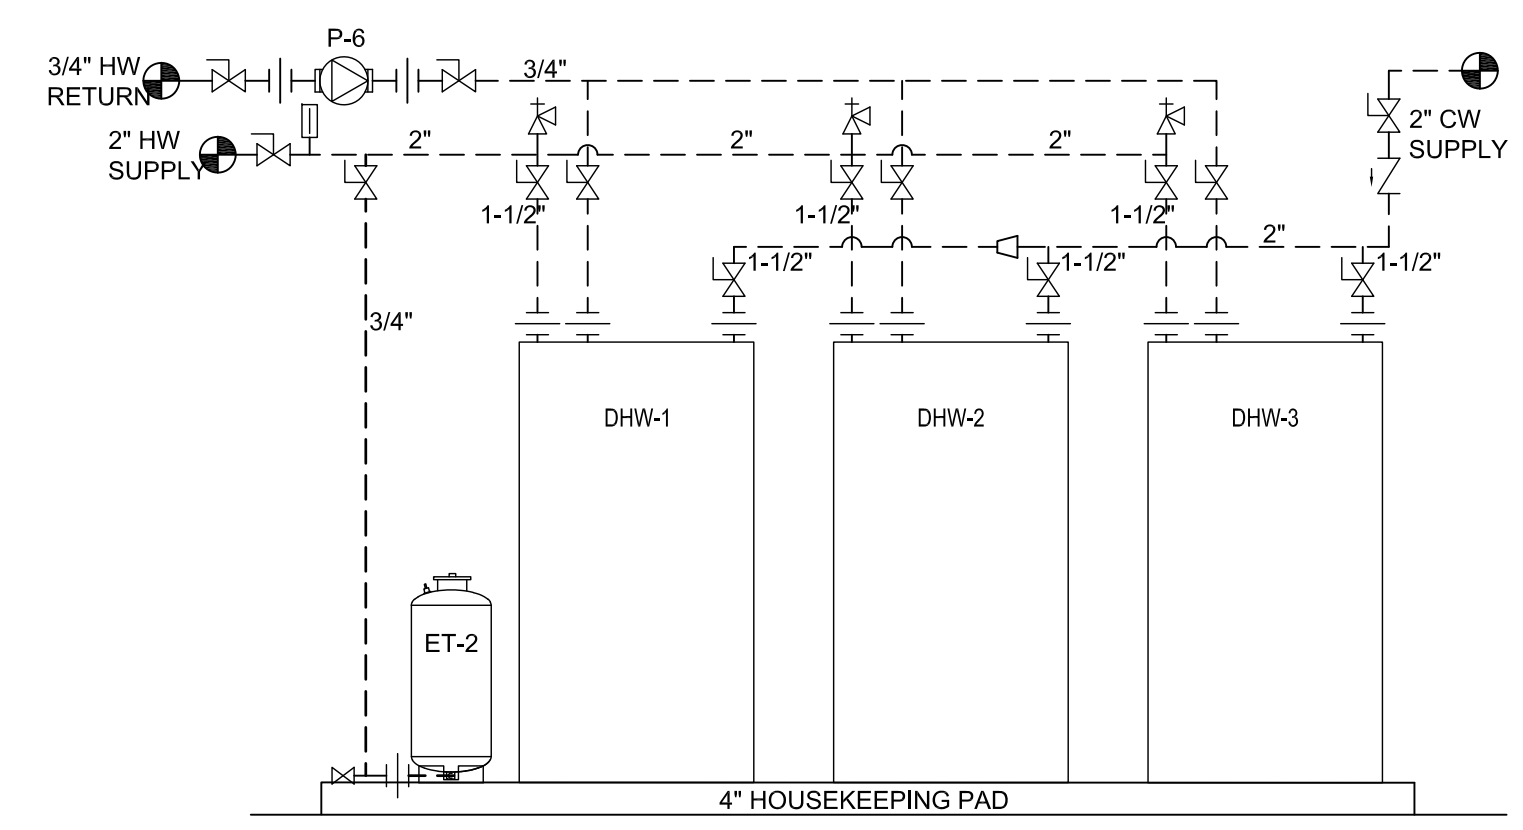 P-6
3/4" HW
RETURN
3/4"
2" HW
SUPPLY
2"
2"
2"
2" CW
SUPPLY
1-1/2"
1-1/2"
1-1/2"
2"
1-1/2"
1-1/2"
1-1/2"
3/4"
DHW-1
DHW-2
DHW-3
ET-2
4" HOUSEKEEPING PAD